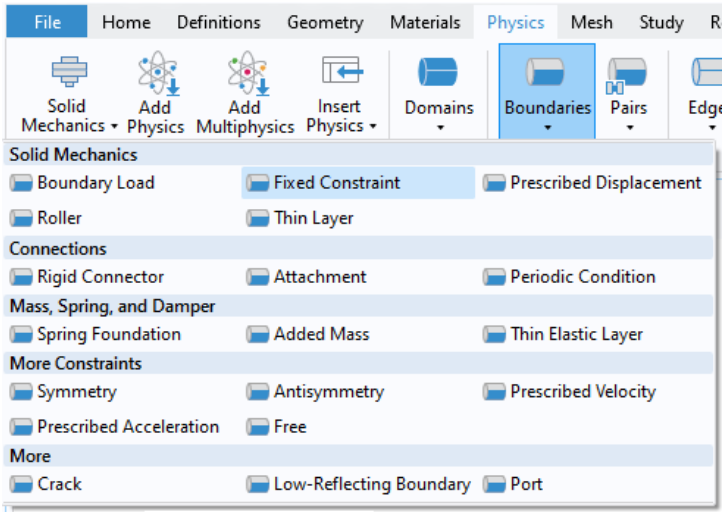 File Home Definitions Geometry Materials Physics Mesh Study R
Solid Mechanics Add Physics Add Multiphysics Insert Physics Domains Boundaries Pairs Edge
Solid Mechanics
Boundary Load Fixed Constraint Prescribed Displacement
Roller Thin Layer
Connections
Rigid Connector Attachment Periodic Condition
Mass, Spring, and Damper
Spring Foundation Added Mass Thin Elastic Layer
More Constraints
Symmetry Antisymmetry Prescribed Velocity
Prescribed Acceleration Free
More
Crack Low-Reflecting Boundary Port